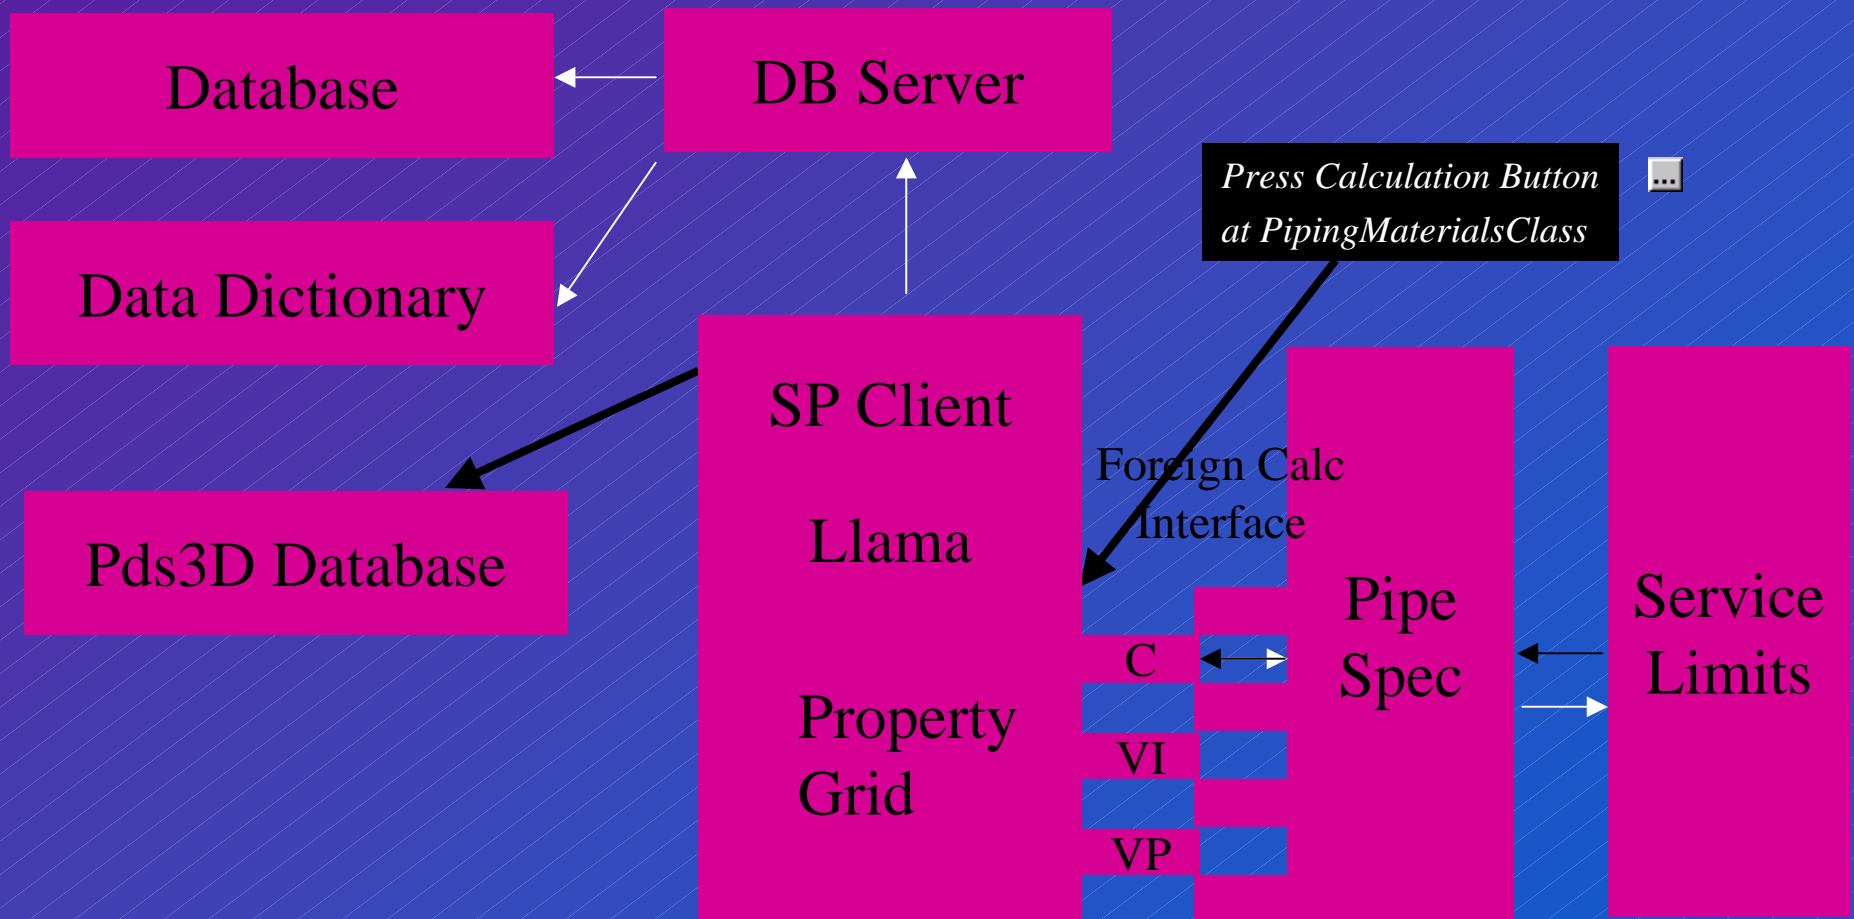 Database
DB Server
Press Calculation Button
at PipingMaterialsClass
...
Data Dictionary
SP Client
Llama
Property
Grid
Foreign Calc
Interface
Pds3D Database
C
VI
VP
Pipe
Spec
Service
Limits